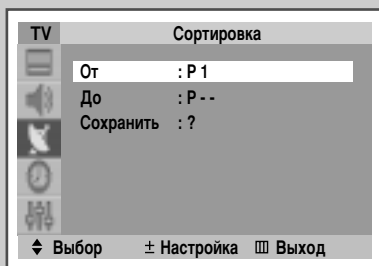 TV Сортировка
От : P 1
До : P - -
Сохранить : ?
Выбор ± Настройка Выход